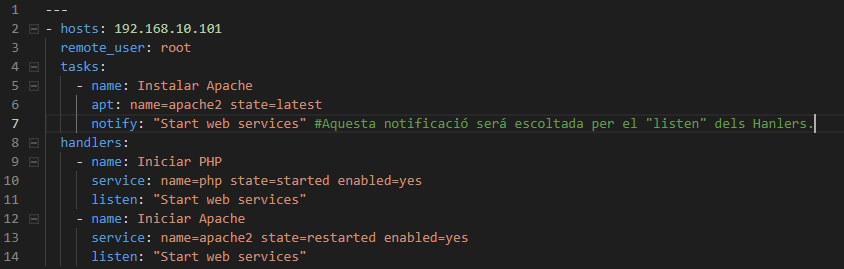 1 ---
2 - hosts: 192.168.10.101
3 remote_user: root
4 tasks:
5 - name: Instalar Apache
6 apt: name=apache2 state=latest
7 notify: "Start web services" #Aquesta notificació será escoltada per el "listen" dels Hanlers.
8 handlers:
9 - name: Iniciar PHP
10 service: name=php state=started enabled=yes
11 listen: "Start web services"
12 - name: Iniciar Apache
13 service: name=apache2 state=restarted enabled=yes
14 listen: "Start web services"